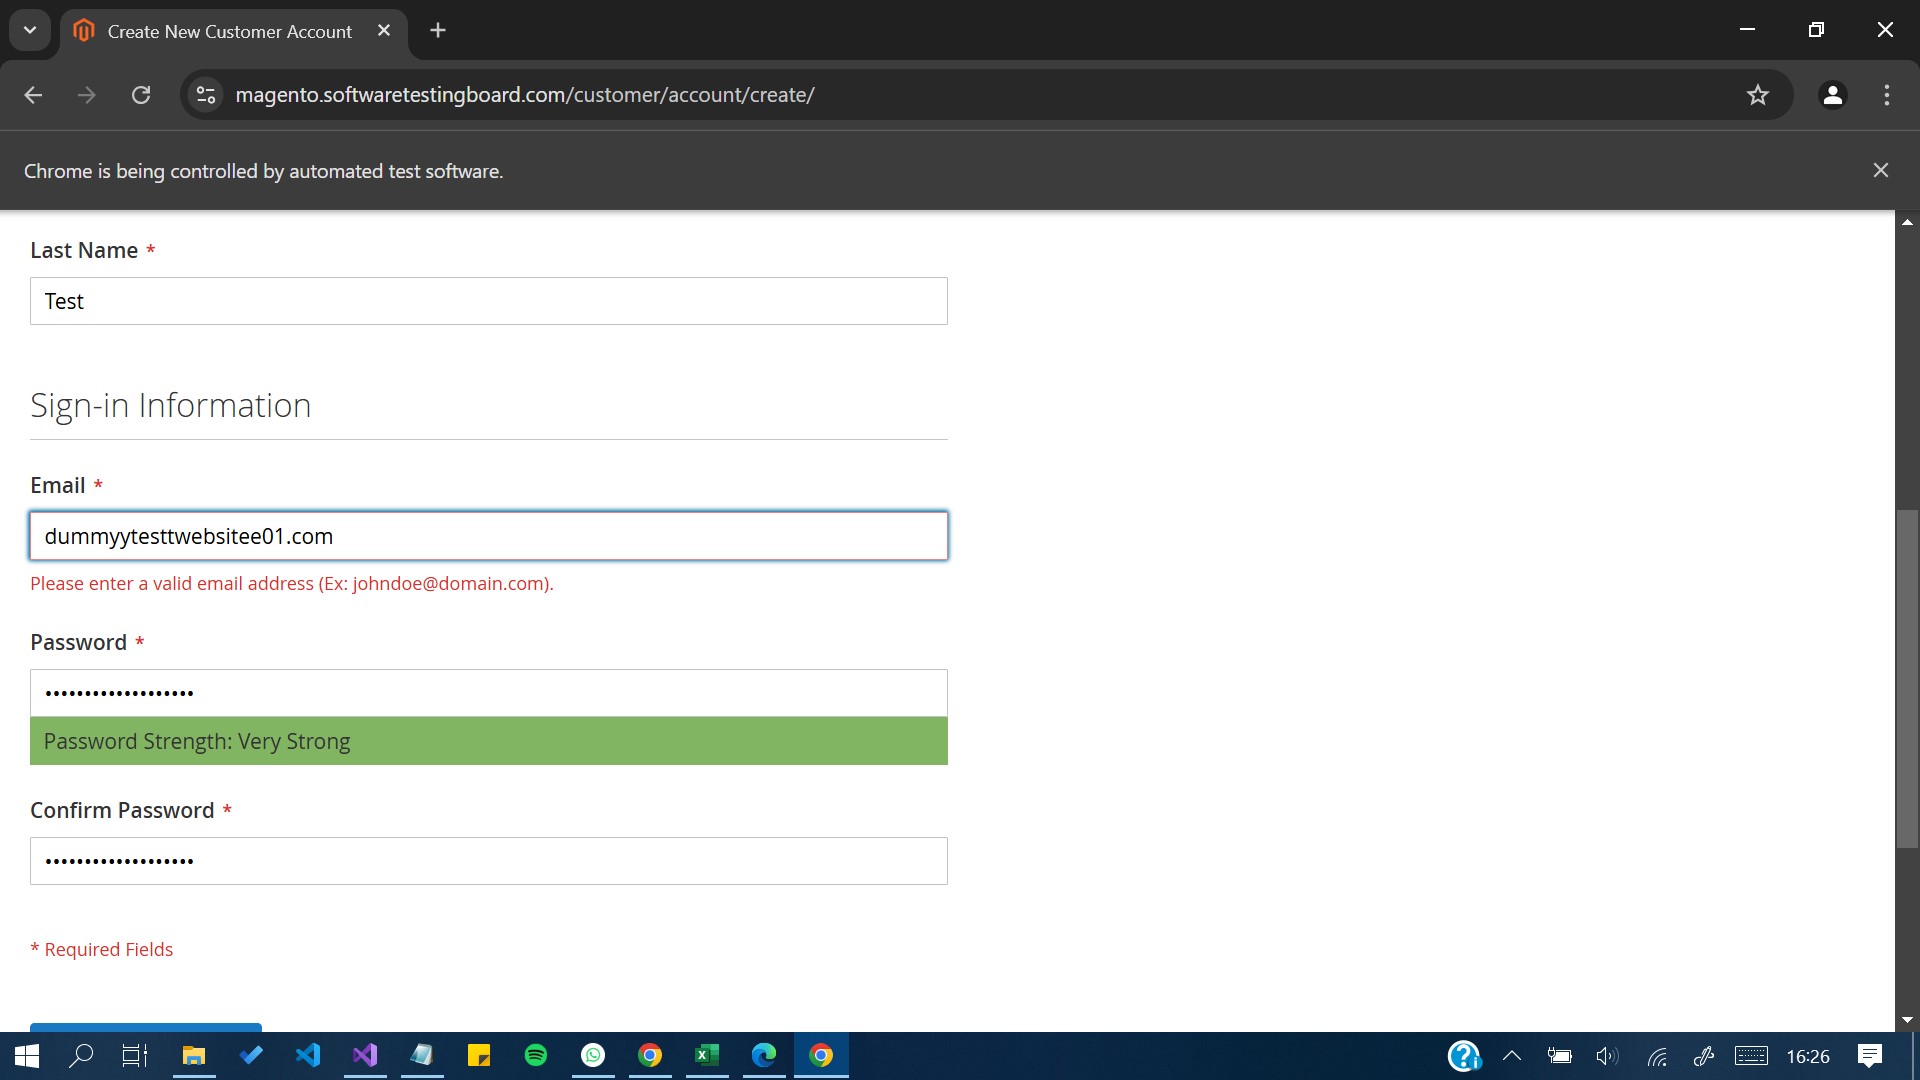 Create New Customer Account
magento.softwaretestingboard.com/customer/account/create/
Chrome is being controlled by automated test software.
Last Name *
Test
Sign-in Information
Email *
dummyytesttwebsitee01.com
Please enter a valid email address (Ex: johndoe@domain.com).
Password *
•••••••••••••••••••
Password Strength: Very Strong
Confirm Password *
•••••••••••••••••••
* Required Fields
16:26